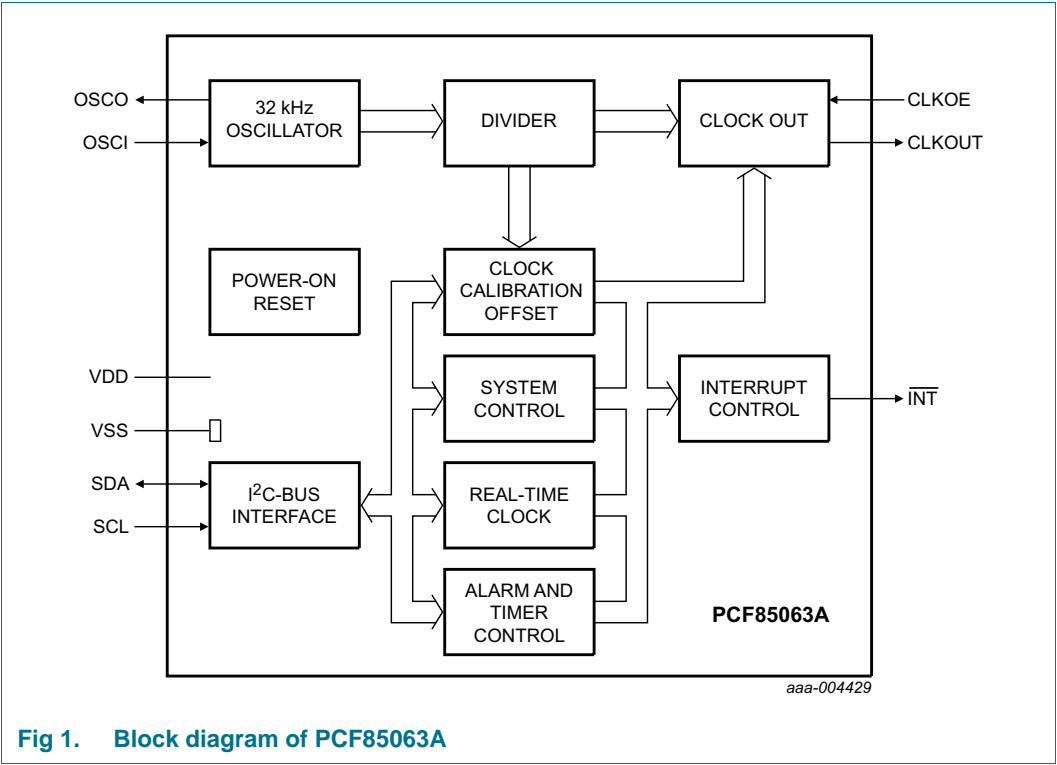 OSCO
OSCI
32 kHz
OSCILLATOR
DIVIDER
CLOCK OUT
CLKOE
CLKOUT
POWER-ON
RESET
CLOCK
CALIBRATION
OFFSET
VDD
VSS
SYSTEM
CONTROL
INTERRUPT
CONTROL
INT
SDA
SCL
I2C-BUS
INTERFACE
REAL-TIME
CLOCK
ALARM AND
TIMER
CONTROL
PCF85063A
aaa-004429
Fig 1. Block diagram of PCF85063A